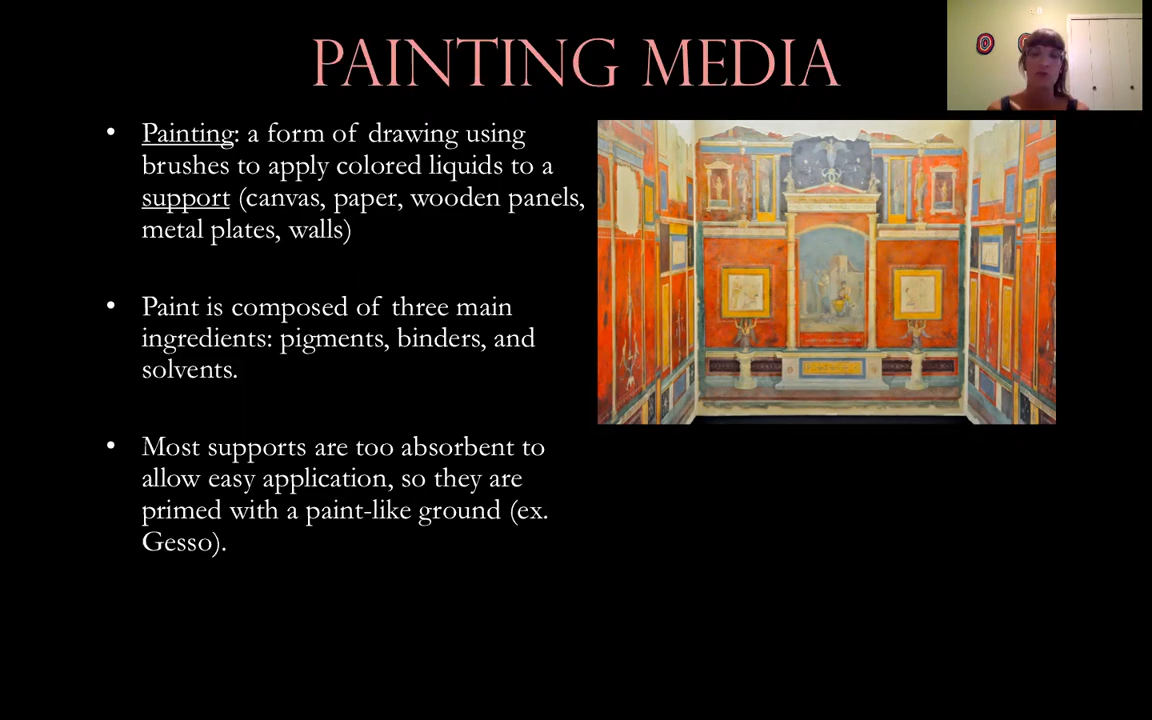 PAINTING MEDIA
• Painting: a form of drawing using
brushes to apply colored liquids to a
support (canvas, paper, wooden panels,
metal plates, walls)
• Paint is composed of three main
ingredients: pigments, binders, and
solvents.
• Most supports are too absorbent to
allow easy application, so they are
primed with a paint-like ground (ex.
Gesso).